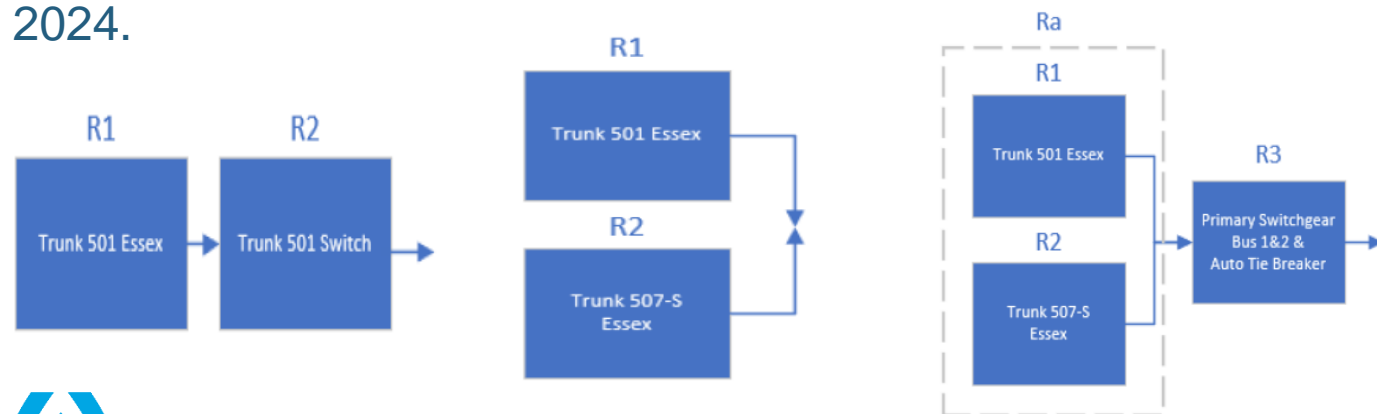 2024.
R1
R2
Trunk 501 Essex
Trunk 501 Switch
R1
Trunk 501 Essex
R2
Trunk 507-S
Essex
Ra
R1
Trunk 501 Essex
R2
Trunk 507-S
Essex
R3
Primary Switchgear
Bus 1&2 &
Auto Tie Breaker